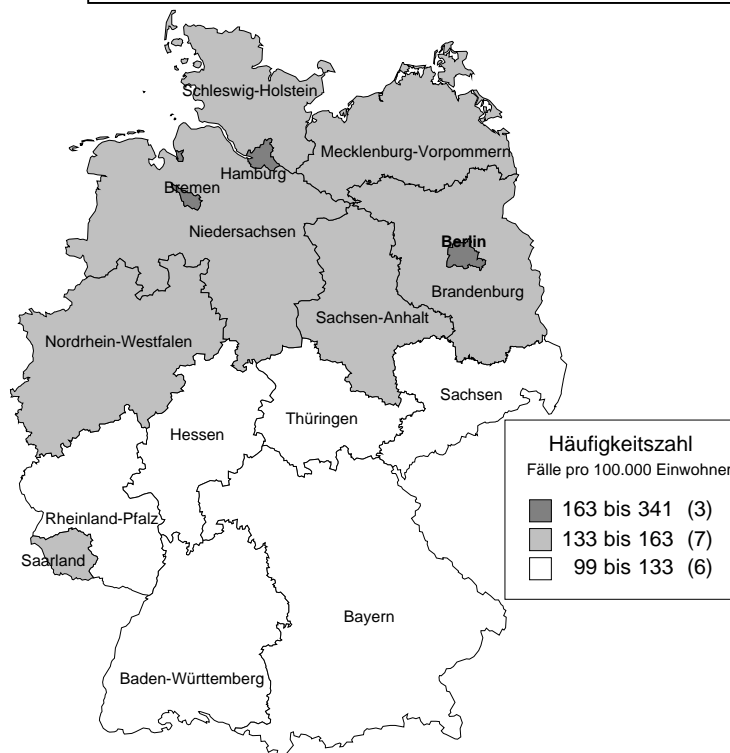 Schleswig-Holstein
Mecklenburg-Vorpommern
Hamburg
Bremen
Niedersachsen
Berlin
Brandenburg
Sachsen-Anhalt
Nordrhein-Westfalen
Sachsen
Thüringen
Hessen
Rheinland-Pfalz
Saarland
Bayern
Baden-Württemberg
Häufigkeitszahl
Fälle pro 100.000 Einwohner
163 bis 341 (3)
133 bis 163 (7)
99 bis 133 (6)